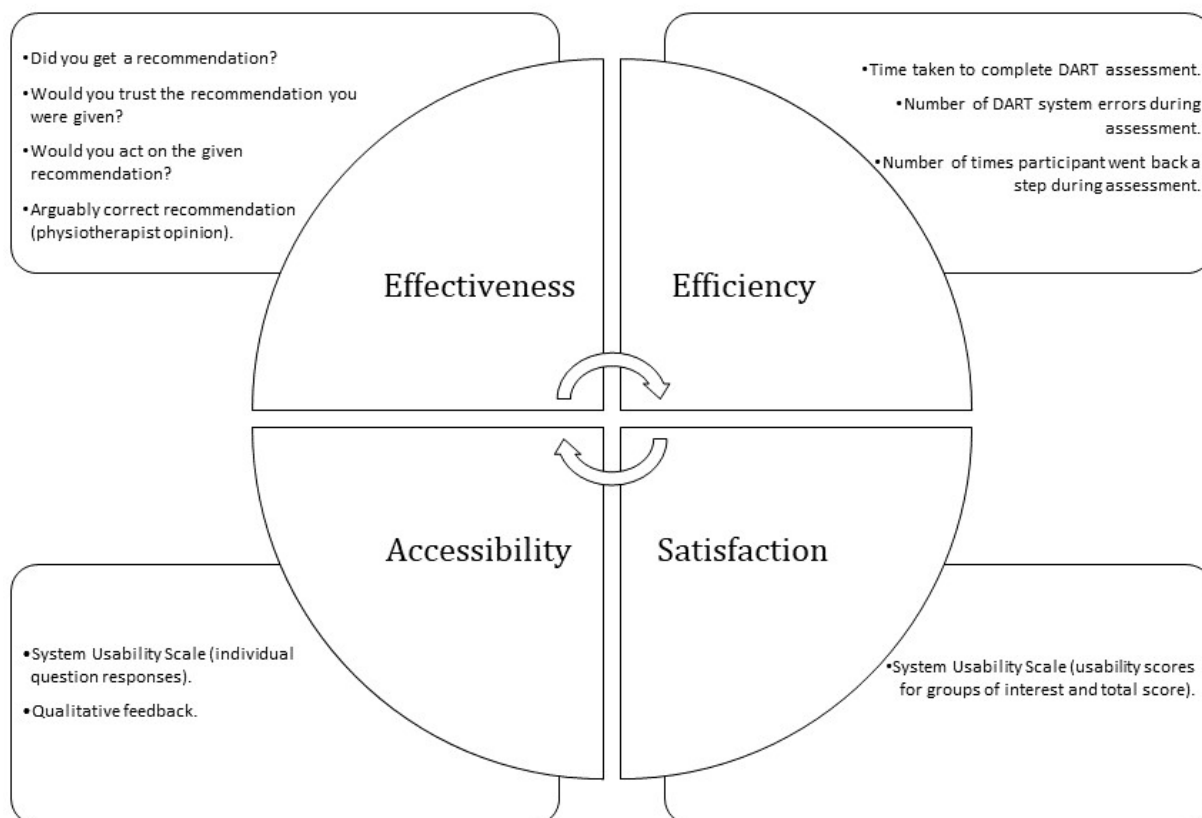 •Did you get a recommendation?
•Would you trust the recommendation you
were given?
•Would you act on the given
recommendation?
•Arguably correct recommendation
(physiotherapist opinion).
•Time taken to complete DART assessment.
•Number of DART system errors during
assessment.
•Number of times participant went back a
step during assessment.
Effectiveness
Efficiency
Accessibility
Satisfaction
•System Usability Scale (individual
question responses).
•Qualitative feedback.
•System Usability Scale (usability scores
for groups of interest and total score).